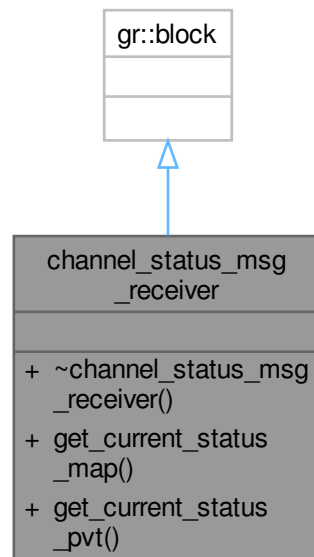 gr::block
channel_status_msg
_receiver
+ ~channel_status_msg
_receiver()
+ get_current_status
_map()
+ get_current_status
_pvt()